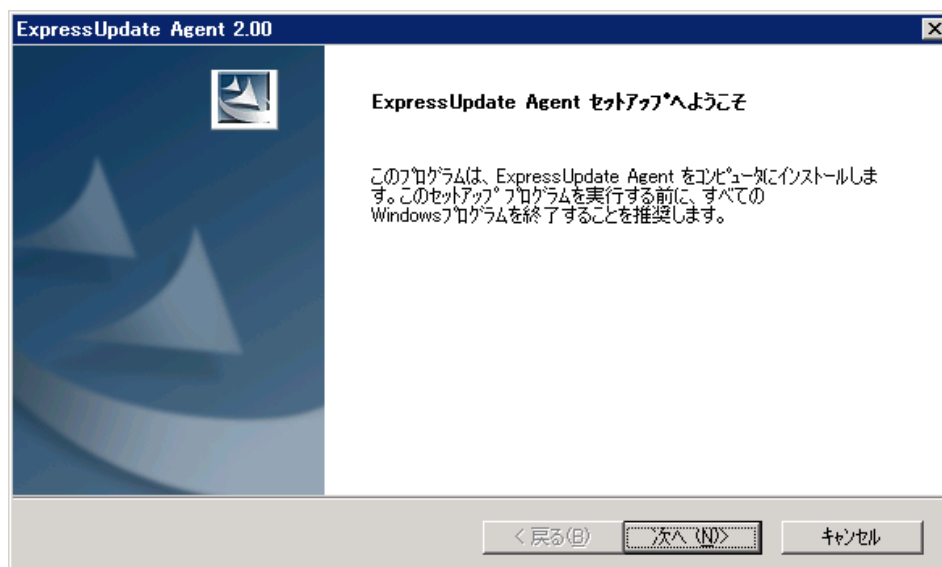 ExpressUpdate Agent 2.00
ExpressUpdate Agent ｾｯﾄｱｯﾌﾟへようこそ
このﾌﾟﾛｸﾞﾗﾑは、ExpressUpdate Agent をｺﾝﾋﾟｭｰﾀにインストールしま
す。このｾｯﾄｱｯﾌﾟ ﾌﾟﾛｸﾞﾗﾑを実行する前に、すべての
Windowsﾌﾟﾛｸﾞﾗﾑを終了することを推奨します。
< 戻る(B)
次へ (N)>
ｷｬﾝｾﾙ